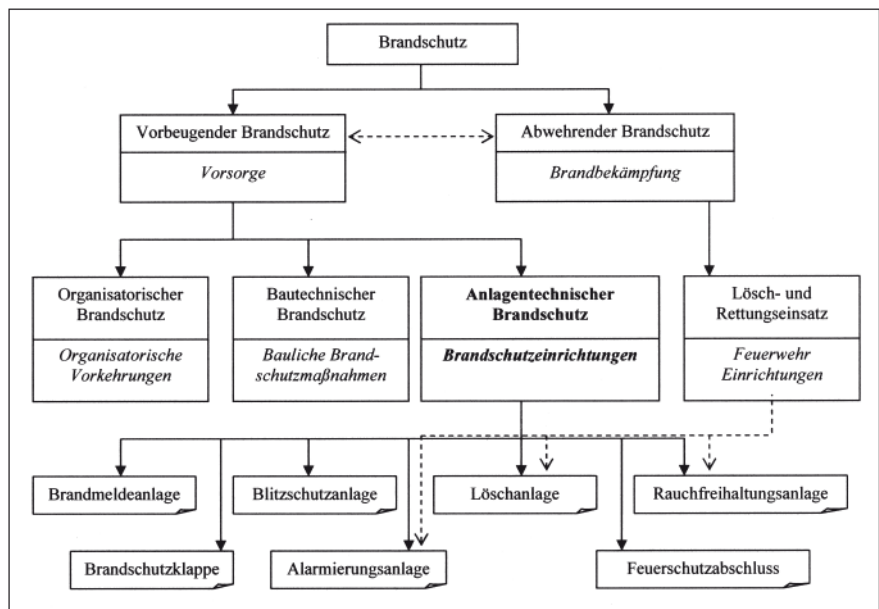 Brandschutz
Vorbeugender Brandschutz
Vorsorge
Abwehrender Brandschutz
Brandbekämpfung
Organisatorischer
Brandschutz
Organisatorische
Vorkehrungen
Bautechnischer
Brandschutz
Bauliche Brand-
schutzmaßnahmen
Anlagentechnischer
Brandschutz
Brandschutzeinrichtungen
Lösch- und
Rettungseinsatz
Feuerwehr
Einrichtungen
Brandmeldeanlage
Blitzschutzanlage
Löschanlage
Rauchfreihaltungsanlage
Brandschutzklappe
Alarmierungsanlage
Feuerschutzabschluss